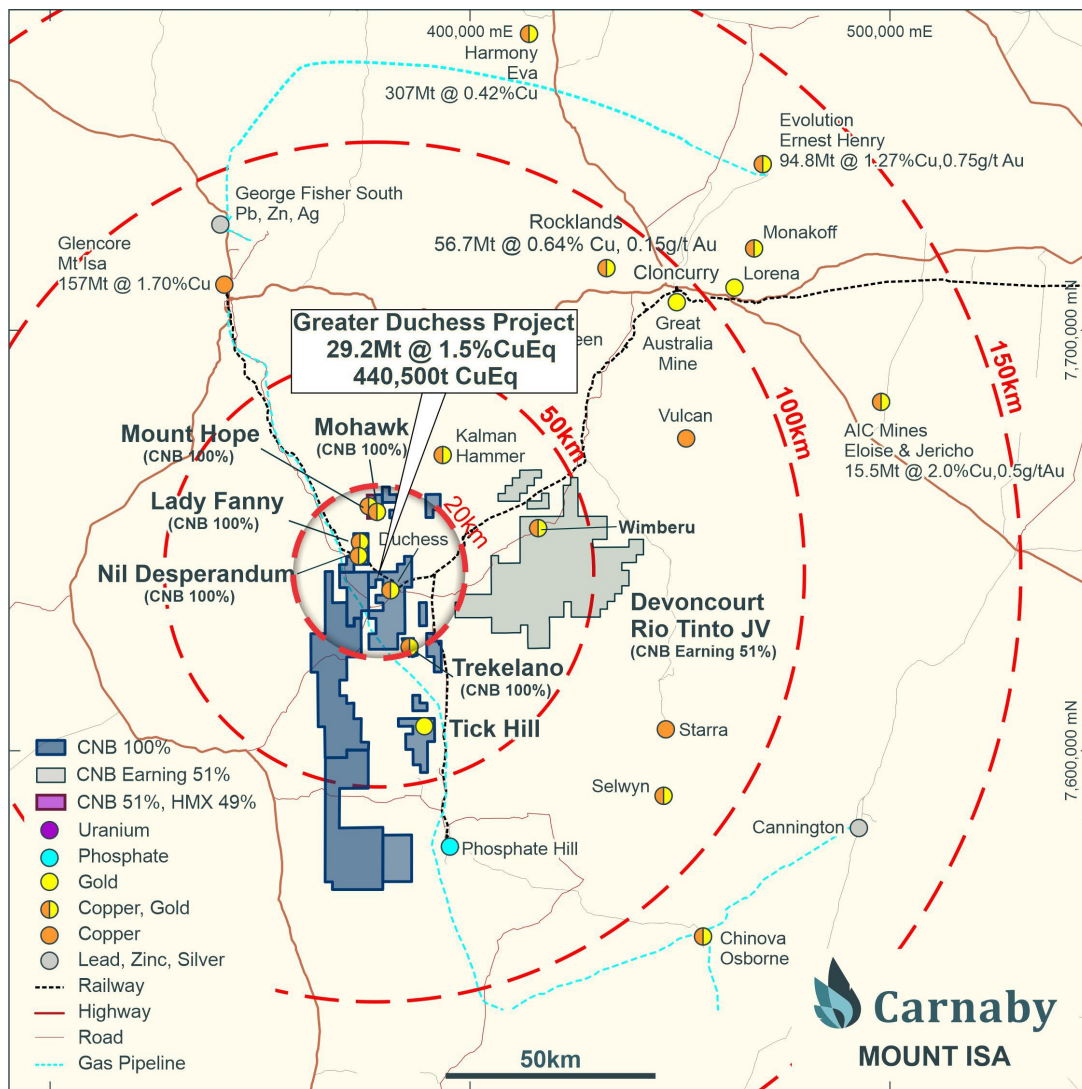 400,000 mE
500,000 mE
Harmony
Eva
307Mt @ 0.42%Cu
Evolution
Ernest Henry
94.8Mt @ 1.27%Cu,0.75g/t Au
George Fisher South
Pb, Zn, Ag
Glencore
Mt Isa
157Mt @ 1.70%Cu
Rocklands
56.7Mt @ 0.64% Cu, 0.15g/t Au
Monakoff
Cloncurry
Lorena
Great
Australia
Mine
7,700,000 mN
Greater Duchess Project
29.2Mt @ 1.5%CuEq
440,500t CuEq
50km
100km
150km
Mount Hope
(CNB 100%)
Mohawk
(CNB 100%)
Kalman
Hammer
Vulcan
AIC Mines
Eloise & Jericho
15.5Mt @ 2.0%Cu,0.5g/tAu
Lady Fanny
(CNB 100%)
20km
Duchess
Wimberu
Nil Desperandum
(CNB 100%)
Devoncourt
Rio Tinto JV
(CNB Earning 51%)
Trekelano
(CNB 100%)
Tick Hill
Starra
7,600,000 mN
Selwyn
Cannington
Phosphate Hill
Chinova
Osborne
CNB 100%
CNB Earning 51%
CNB 51%, HMX 49%
Uranium
Phosphate
Gold
Copper, Gold
Copper
Lead, Zinc, Silver
Railway
Highway
Road
Gas Pipeline
50km
Carnaby
MOUNT ISA